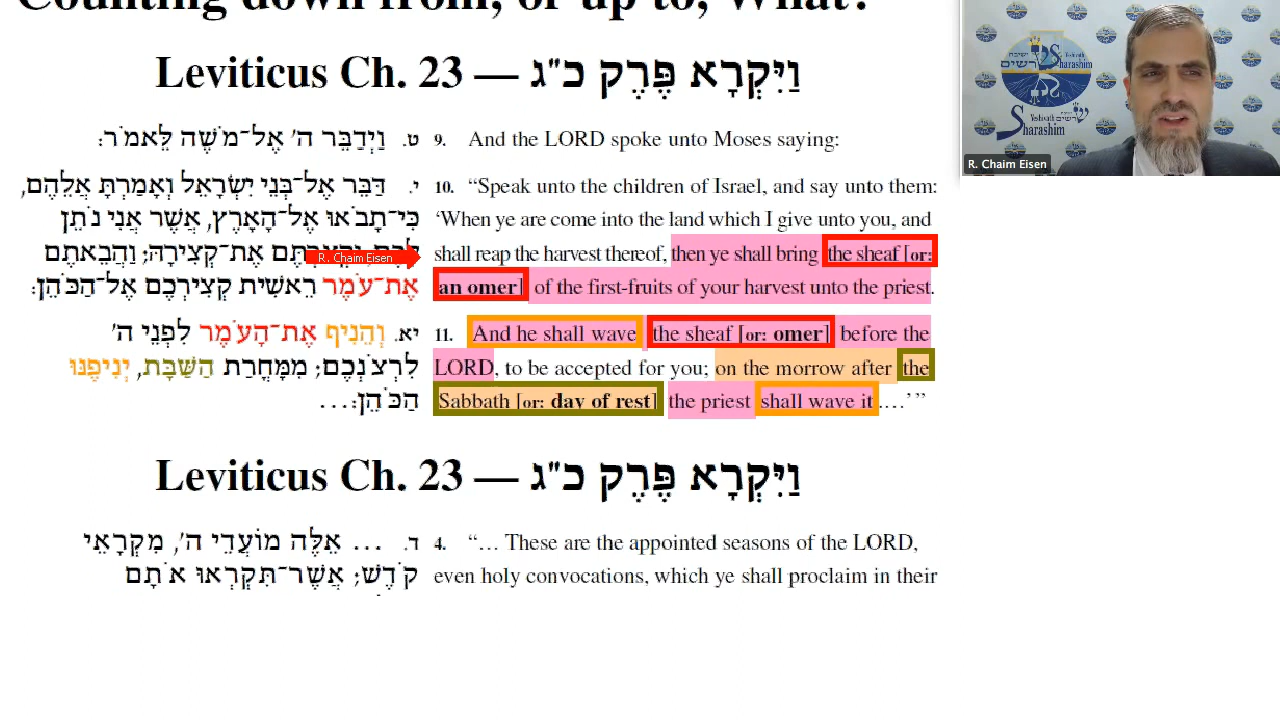 Counting down from, or up to, What?
Leviticus Ch. 23 — וַיִּקְרָא פֶּרֶק כ"ג
ט. וַיְדַבֵּר ה' אֶל־מֹשֶׁה לֵּאמֹר:
9. And the LORD spoke unto Moses saying:
י. דַּבֵּר אֶל־בְּנֵי יִשְׂרָאֵל וְאָמַרְתָּ אֲלֵהֶם,
10. “Speak unto the children of Israel, and say unto them:
כִּי־תָבֹאוּ אֶל־הָאָרֶץ, אֲשֶׁר אֲנִי נֹתֵן
‘When ye are come into the land which I give unto you, and
אֶת־קְצִירָהּ; וַהֲבֵאתֶם
shall reap the harvest thereof, then ye shall bring the sheaf [or:
אֶת־עֹמֶר רֵאשִׁית קְצִירְכֶם אֶל־הַכֹּהֵן:
an omer] of the first-fruits of your harvest unto the priest.
יא. וְהֵנִיף אֶת־הָעֹמֶר לִפְנֵי ה'
11. And he shall wave the sheaf [or: omer] before the
לִרְצֹנְכֶם; מִמָּחֳרַת הַשַּׁבָּת, יְנִיפֶנּוּ
LORD, to be accepted for you; on the morrow after the
הַכֹּהֵן:...
Sabbath [or: day of rest] the priest shall wave it....’”
Leviticus Ch. 23 — וַיִּקְרָא פֶּרֶק כ"ג
ד. ... אֵלֶּה מוֹעֲדֵי ה', מִקְרָאֵי
4. “... These are the appointed seasons of the LORD,
קֹדֶשׁ; אֲשֶׁר־תִּקְרְאוּ אֹתָם
even holy convocations, which ye shall proclaim in their
R. Chaim Eisen
R. Chaim Eisen
Yeshivath
Sharashim
ישיבת
שרשים
Sharashim